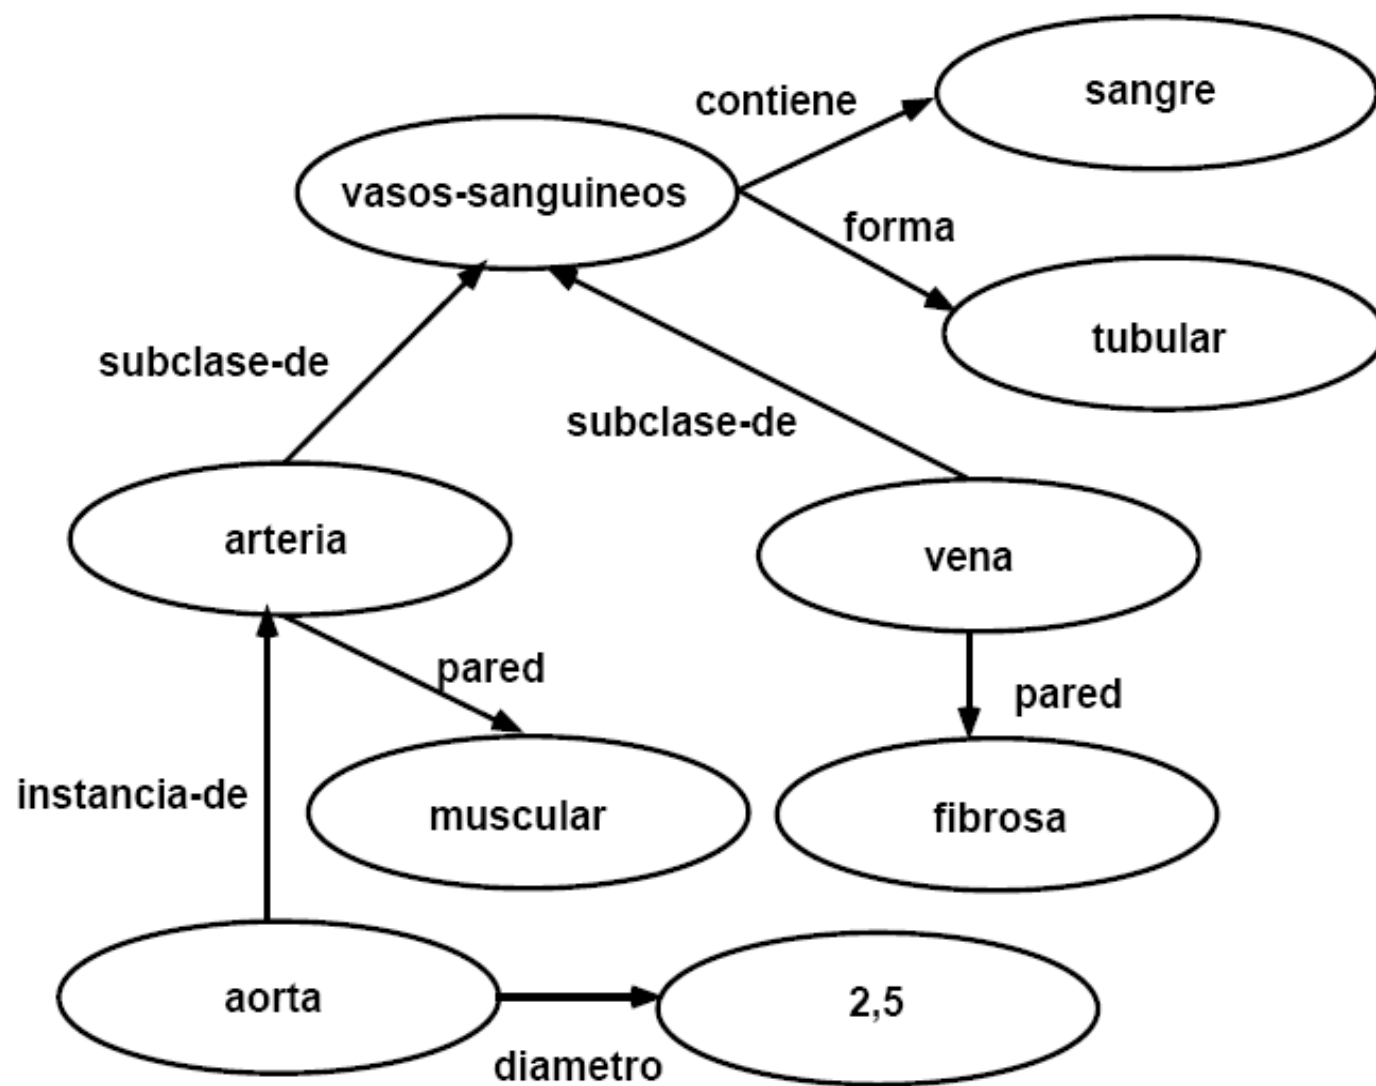 contiene
sangre
vasos-sanguineos
forma
tubular
subclase-de
subclase-de
arteria
vena
pared
pared
instancia-de
muscular
fibrosa
aorta
2,5
diametro